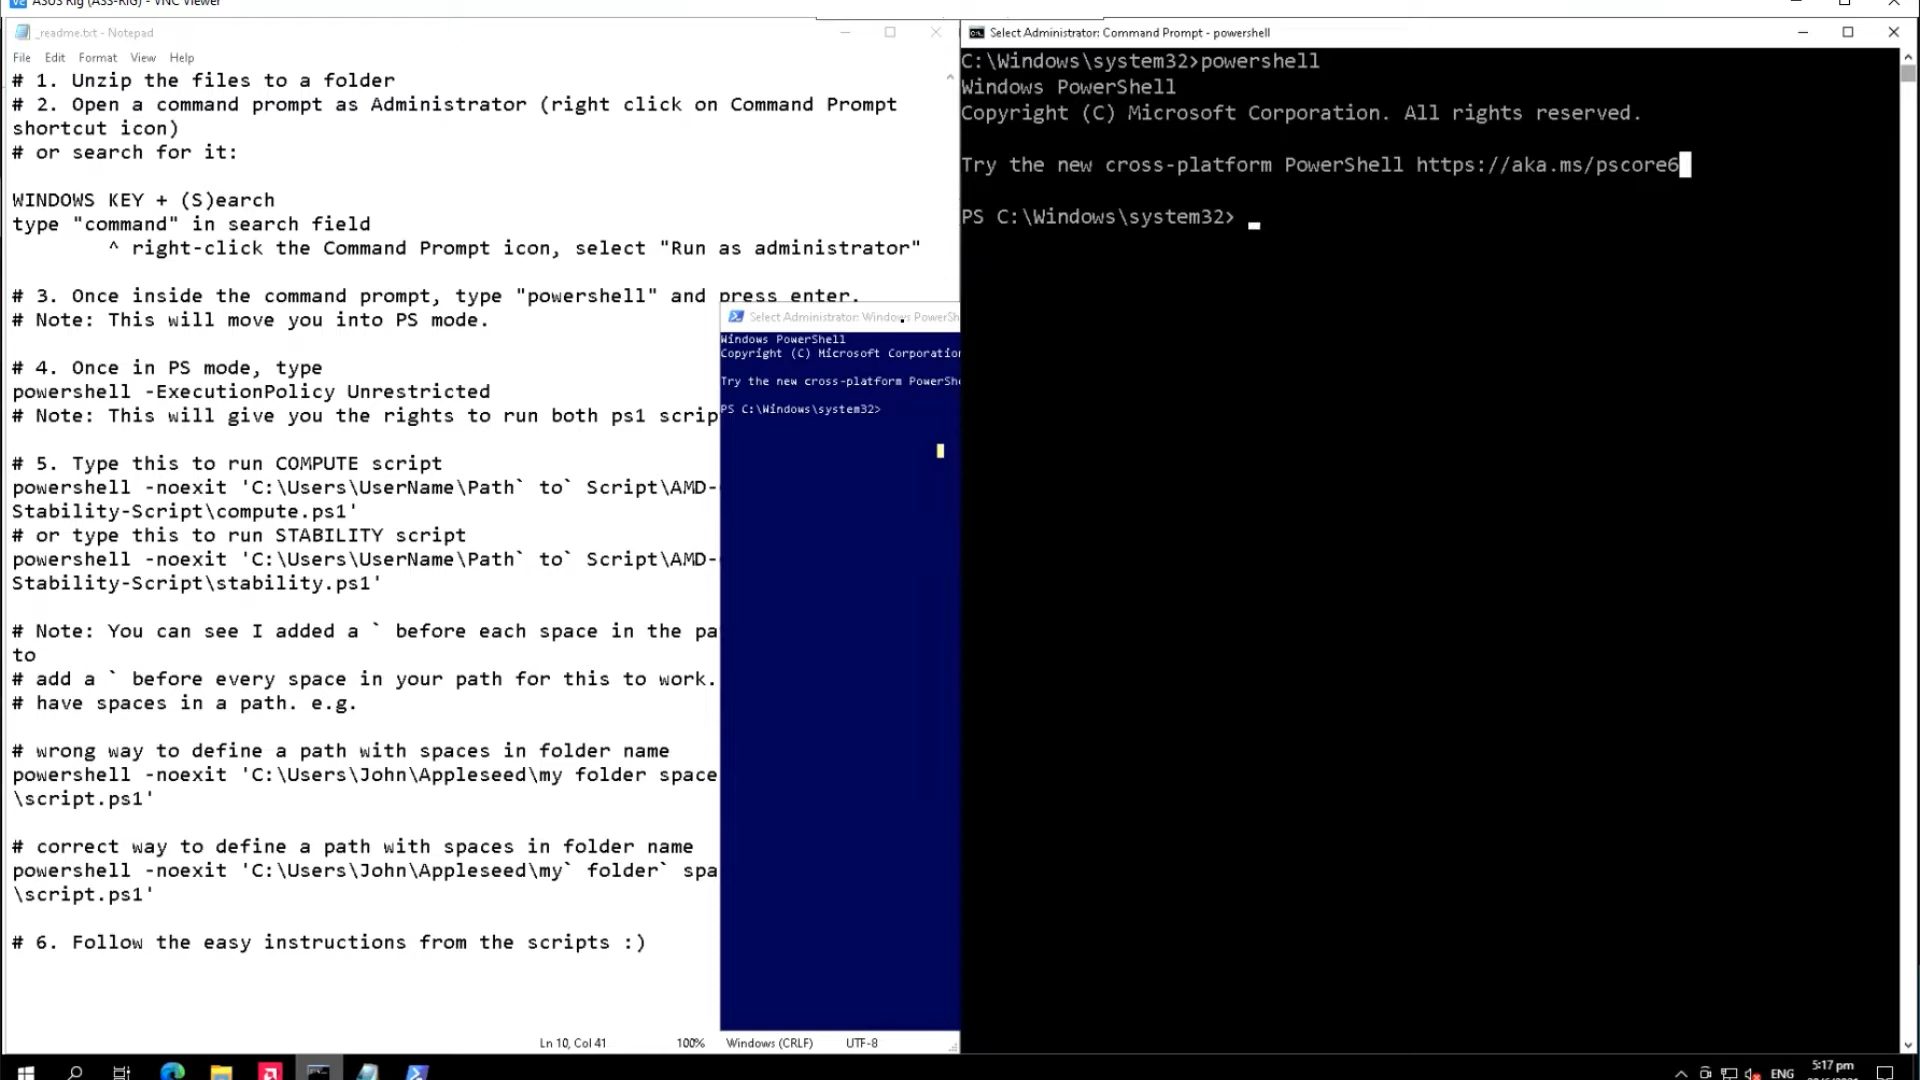 ASUS Rig (ASS-RIG) - VNC Viewer
_readme.txt - Notepad
File Edit Format View Help
# 1. Unzip the files to a folder
# 2. Open a command prompt as Administrator (right click on Command Prompt
shortcut icon)
# or search for it:
WINDOWS KEY + (S)earch
type "command" in search field
^ right-click the Command Prompt icon, select "Run as administrator"
# 3. Once inside the command prompt, type "powershell" and press enter.
# Note: This will move you into PS mode.
# 4. Once in PS mode, type
powershell -ExecutionPolicy Unrestricted
# Note: This will give you the rights to run both ps1 scrip
# 5. Type this to run COMPUTE script
powershell -noexit 'C:\Users\UserName\Path` to` Script\AMD-
Stability-Script\compute.ps1'
# or type this to run STABILITY script
powershell -noexit 'C:\Users\UserName\Path` to` Script\AMD-
Stability-Script\stability.ps1'
# Note: You can see I added a ` before each space in the pa
to
# add a ` before every space in your path for this to work.
# have spaces in a path. e.g.
# wrong way to define a path with spaces in folder name
powershell -noexit 'C:\Users\John\Appleseed\my folder space
\script.ps1'
# correct way to define a path with spaces in folder name
powershell -noexit 'C:\Users\John\Appleseed\my` folder` spa
\script.ps1'
# 6. Follow the easy instructions from the scripts :)
Ln 10, Col 41 100% Windows (CRLF) UTF-8
Select Administrator: Windows PowerSh
Windows PowerShell
Copyright (C) Microsoft Corporatio
Try the new cross-platform PowerShe
PS C:\Windows\system32>
Select Administrator: Command Prompt - powershell
C:\Windows\system32>powershell
Windows PowerShell
Copyright (C) Microsoft Corporation. All rights reserved.
Try the new cross-platform PowerShell https://aka.ms/pscore6
PS C:\Windows\system32>
ENG
5:17 pm